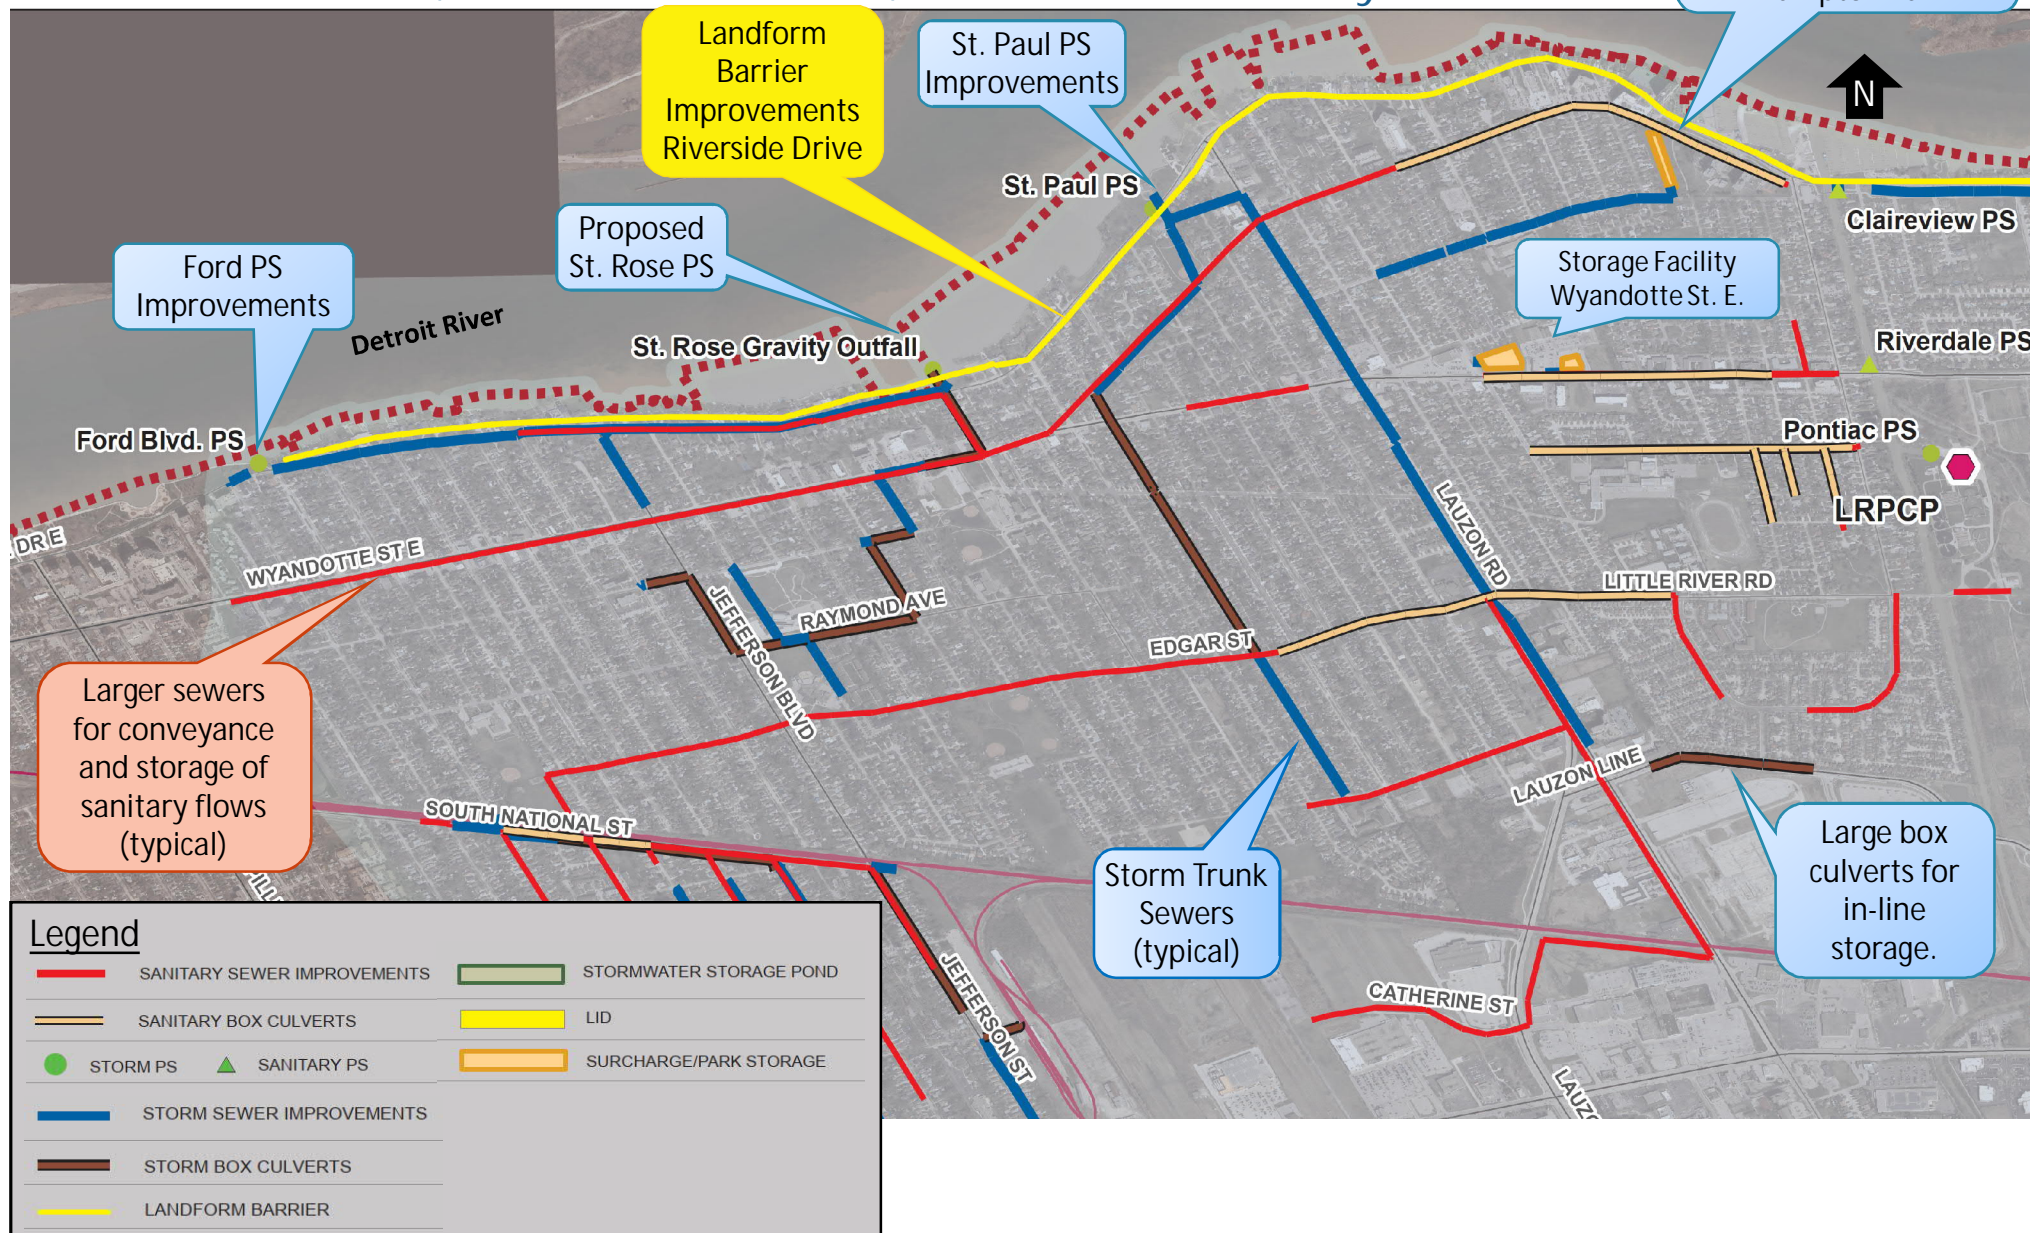 Landform
Barrier
Improvements
Riverside Drive
St. Paul PS
Improvements
N
St. Paul PS
Claireview PS
Proposed
St. Rose PS
Ford PS
Improvements
Storage Facility
Wyandotte St. E.
Detroit River
St. Rose Gravity Outfall
Riverdale PS
Ford Blvd. PS
Pontiac PS
LRPCP
DR E
WYANDOTTE ST E
LAUZON RD
LITTLE RIVER RD
JEFFERSON BLVD
RAYMOND AVE
EDGAR ST
Larger sewers
for conveyance
and storage of
sanitary flows
(typical)
LAUZON LINE
SOUTH NATIONAL ST
Storm Trunk
Sewers
(typical)
Large box
culverts for
in-line
storage.
JEFFERSON ST
CATHERINE ST
Legend
SANITARY SEWER IMPROVEMENTS
STORMWATER STORAGE POND
SANITARY BOX CULVERTS
LID
STORM PS
SANITARY PS
SURCHARGE/PARK STORAGE
STORM SEWER IMPROVEMENTS
STORM BOX CULVERTS
LANDFORM BARRIER